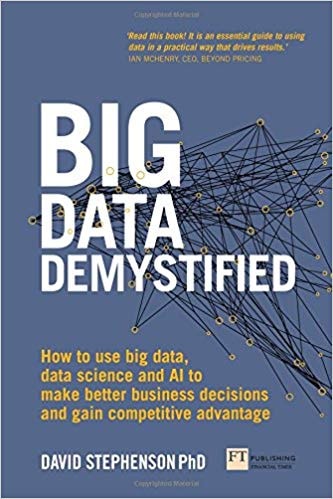 'Read this book! It is an essential guide to using
data in a practical way that drives results.'
IAN MCHENRY, CEO, BEYOND PRICING
BIG
DATA
DEMYSTIFIED
How to use big data,
data science and AI to
make better business decisions
and gain competitive advantage
DAVID STEPHENSON PhD
FT PUBLISHING
FINANCIAL TIMES